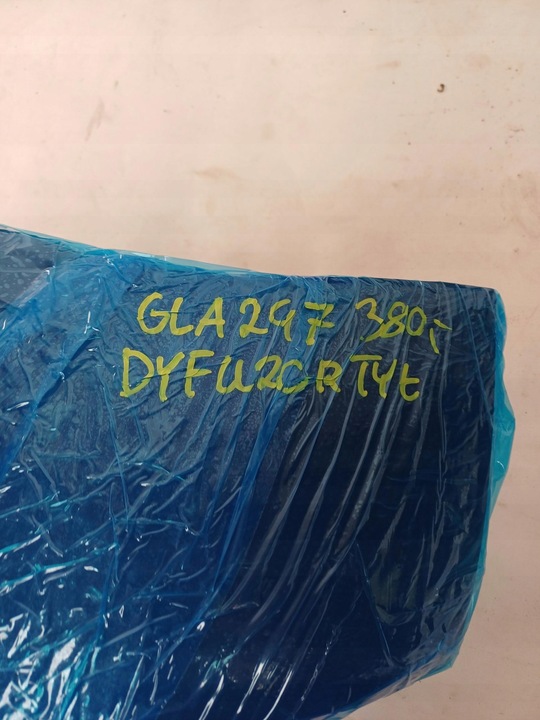 GLA 297 380,-
DYFUZOR TYŁ